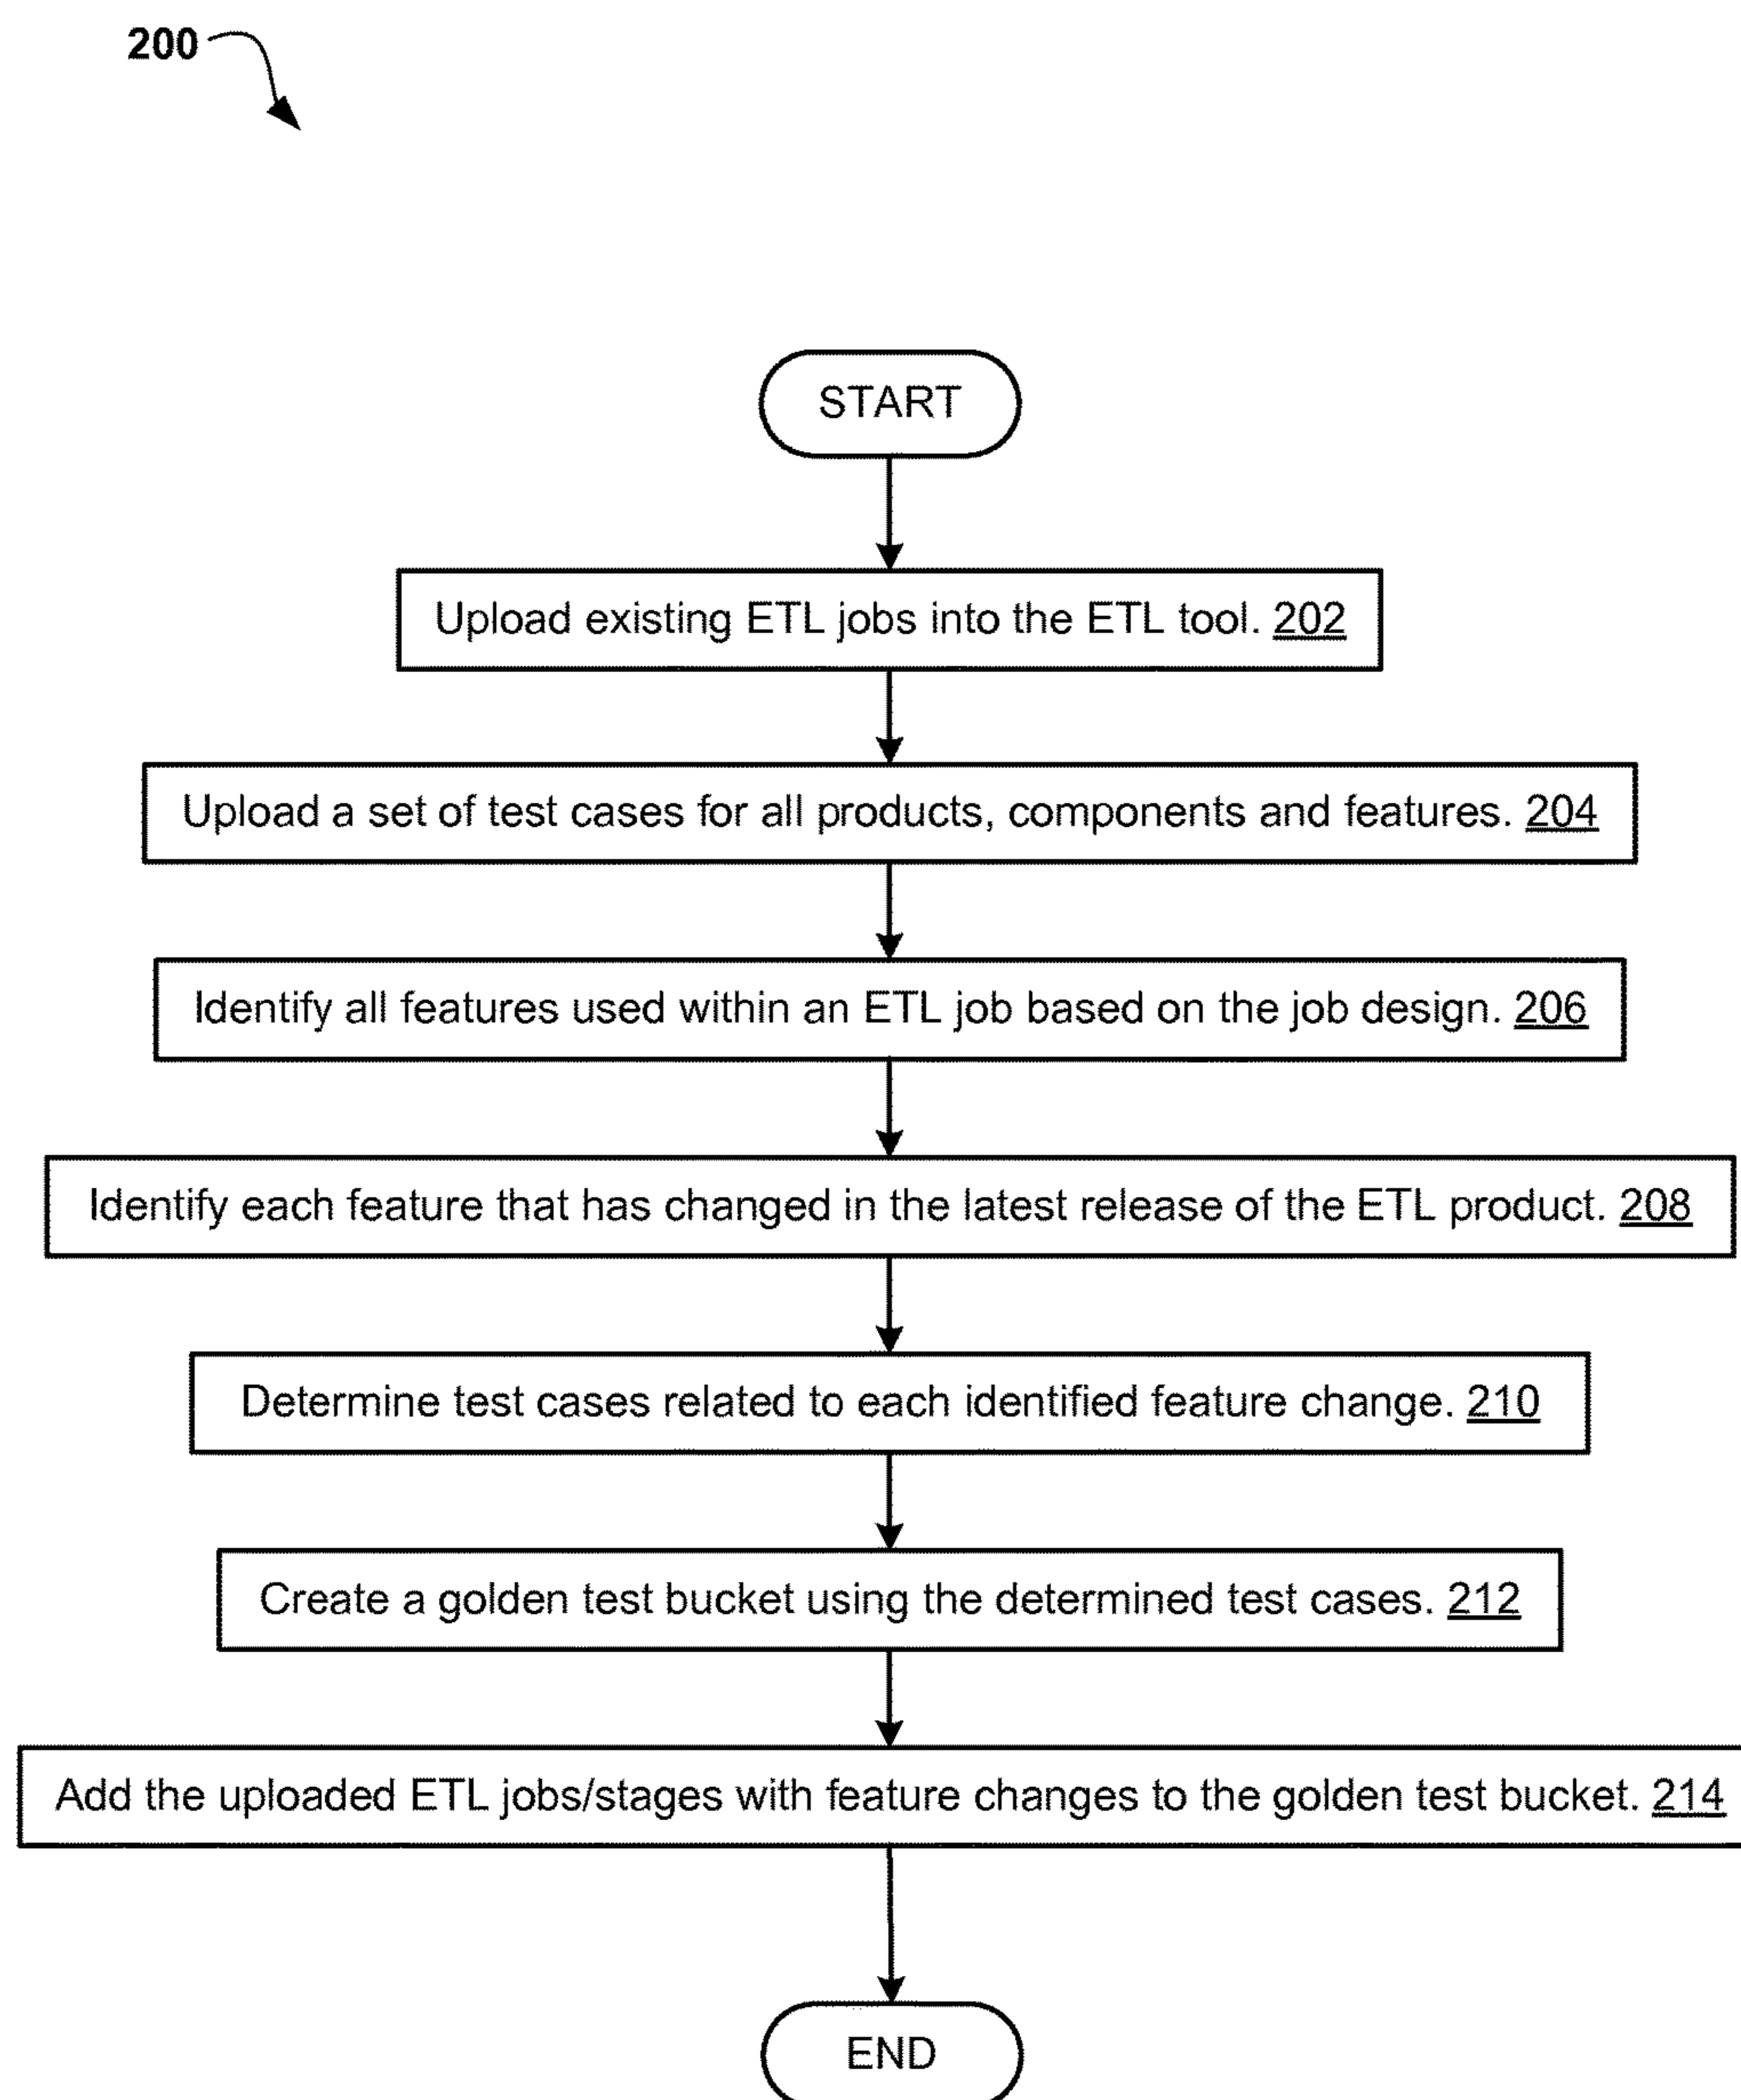 200
START
Upload existing ETL jobs into the ETL tool. 202
Upload a set of test cases for all products, components and features. 204
Identify all features used within an ETL job based on the job design. 206
Identify each feature that has changed in the latest release of the ETL product. 208
Determine test cases related to each identified feature change. 210
Create a golden test bucket using the determined test cases. 212
Add the uploaded ETL jobs/stages with feature changes to the golden test bucket. 214
END